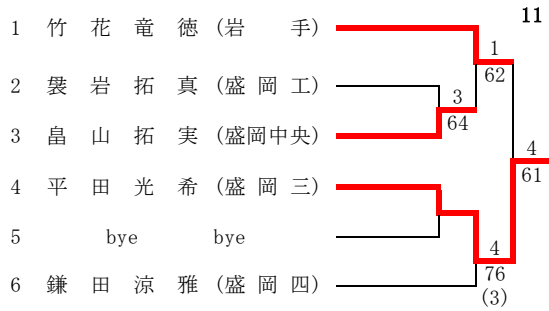 11
1 竹 花 竜 徳 (岩 手)
1
62
2 褜 岩 拓 真 (盛 岡 工)
3
64
3 畠 山 拓 実 (盛岡中央)
4
61
4 平 田 光 希 (盛 岡 三)
5 bye bye
4
76
(3)
6 鎌 田 涼 雅 (盛 岡 四)